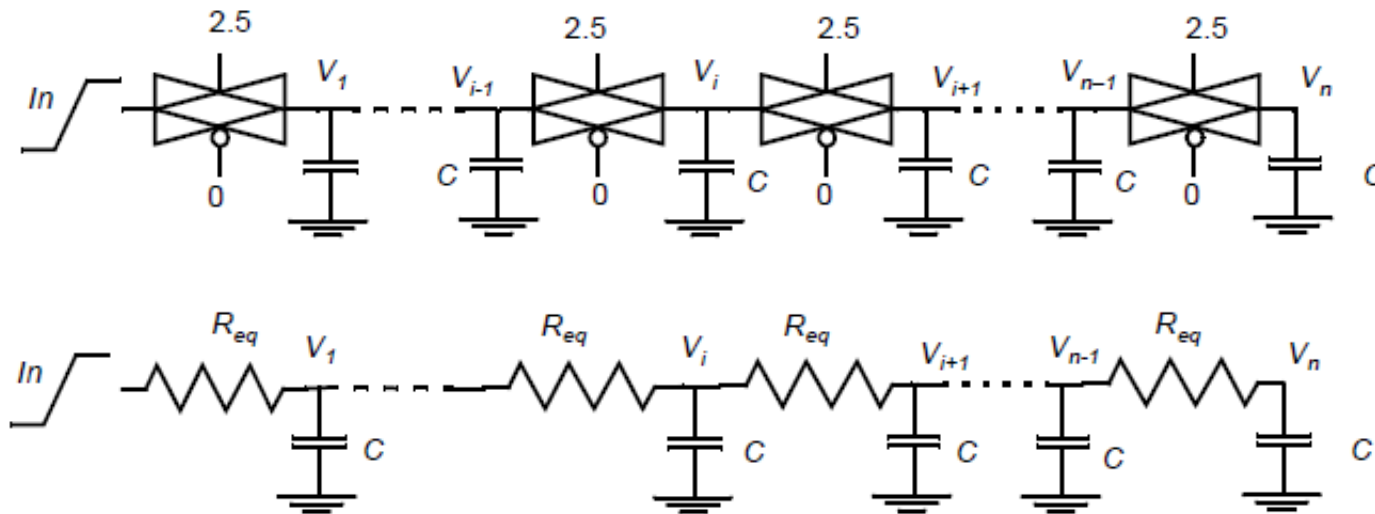 2.5 2.5 2.5 2.5
In V1 Vi-1 Vi Vi+1 Vn–1 Vn
C C C C C
0 0 0 0
Req Req Req Req
In V1 Vi Vi+1 Vn-1 Vn
C C C C C